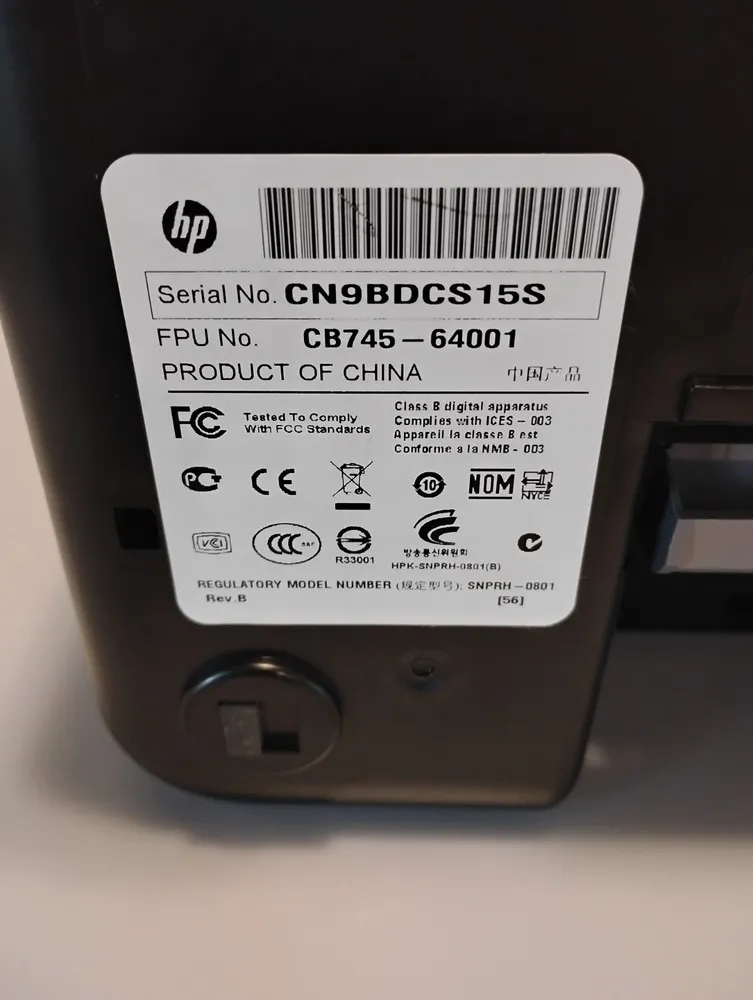 hp
Serial No. CN9BDCS15S
FPU No. CB745-64001
PRODUCT OF CHINA 中国产品
FC Tested To Comply
With FCC Standards
Class B digital apparatus
Complies with ICES - 003
Appareil la classe B est
Conforme a la NMB - 003
PG CE 10 NOM NYCE
VCI CCC S&E R33001
방송통신위원회
HPK-SNPRH-0801(B)
REGULATORY MODEL NUMBER (规定型号): SNPRH-0801
Rev.B [56]